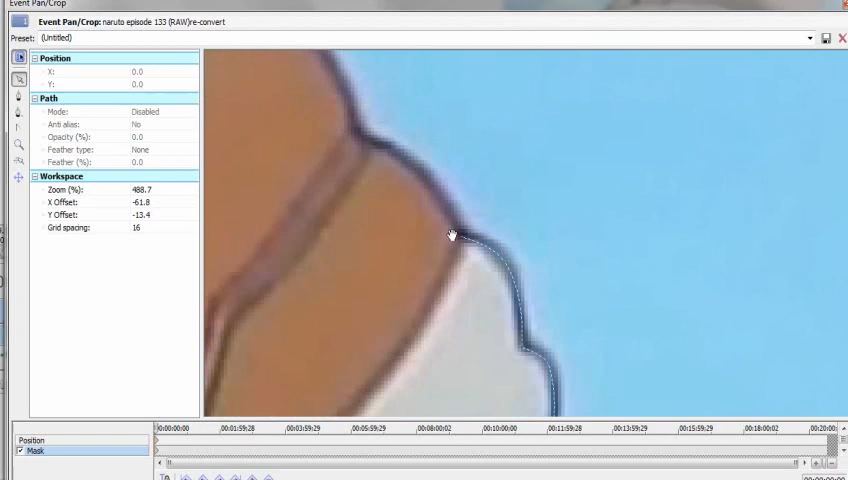 Event Pan/Crop
Event Pan/Crop: naruto episode 133 (RAW)re-convert
Preset: (Untitled)
Position
X: 0.0
Y: 0.0
Path
Mode: Disabled
Anti alias: No
Opacity (%): 0.0
Feather type: None
Feather (%): 0.0
Workspace
Zoom (%): 488.7
X Offset: -61.8
Y Offset: -13.4
Grid spacing: 16
00:00:00:00 00:01:59:28 00:03:59:29 00:05:59:29 00:08:00:02 00:10:00:00 00:11:59:28 00:13:59:29 00:15:59:29 00:18:00:02 00:20:00:
Position
Mask
00:00:00:00